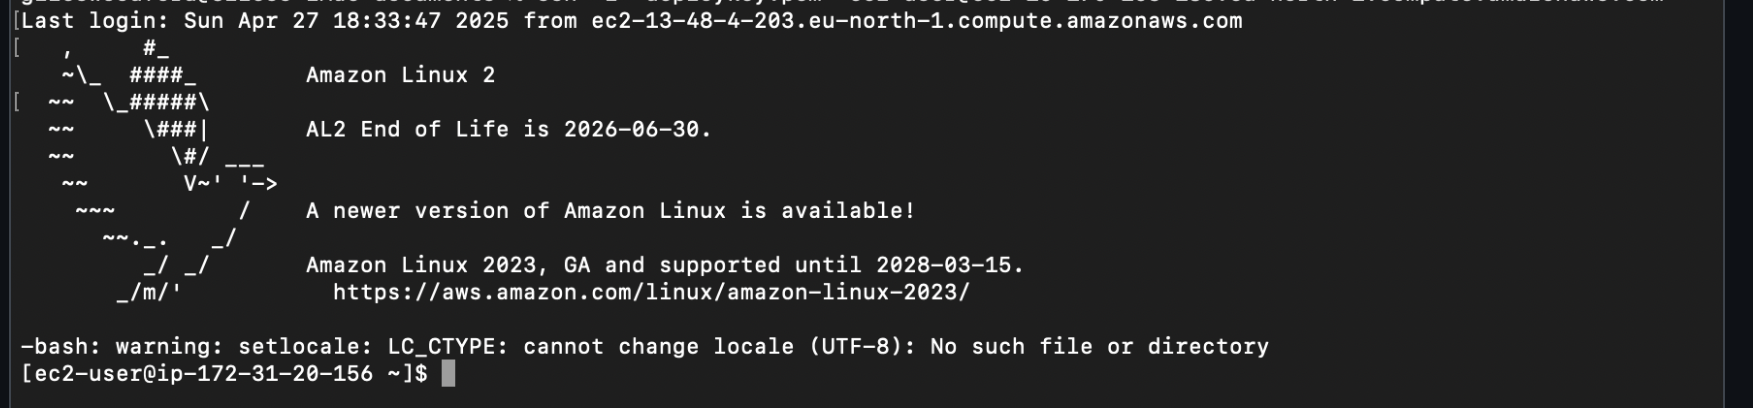 [Last login: Sun Apr 27 18:33:47 2025 from ec2-13-48-4-203.eu-north-1.compute.amazonaws.com
[   ,     #_
   ~\_  ####_        Amazon Linux 2
[  ~~  \_#####\
  ~~     \###|       AL2 End of Life is 2026-06-30.
  ~~       \#/ ___
   ~~       V~' '->
    ~~~         /    A newer version of Amazon Linux is available!
      ~~._.   _/
         _/ _/       Amazon Linux 2023, GA and supported until 2028-03-15.
       _/m/'           https://aws.amazon.com/linux/amazon-linux-2023/
-bash: warning: setlocale: LC_CTYPE: cannot change locale (UTF-8): No such file or directory
[ec2-user@ip-172-31-20-156 ~]$